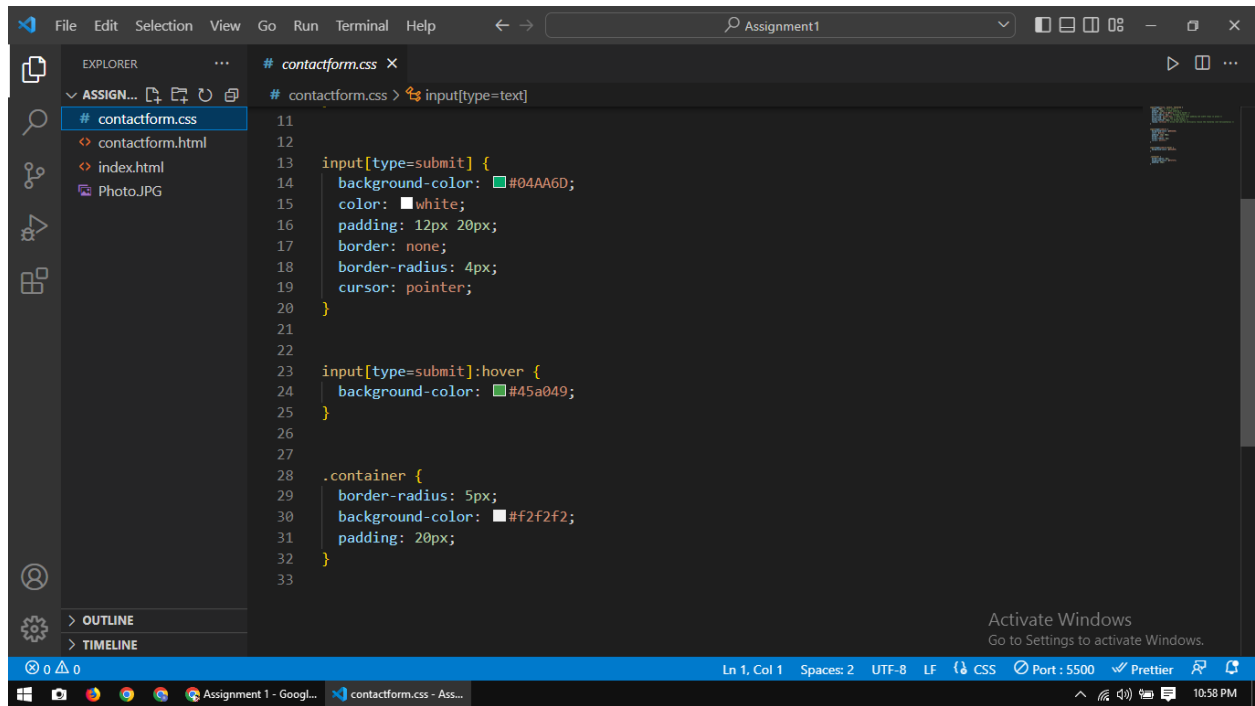 File Edit Selection View Go Run Terminal Help Assignment1
EXPLORER
# contactform.css
ASSIGN...
# contactform.css > input[type=text]
# contactform.css
<> contactform.html
<> index.html
Photo.JPG
11
12
13 input[type=submit] {
14 background-color: #04AA6D;
15 color: white;
16 padding: 12px 20px;
17 border: none;
18 border-radius: 4px;
19 cursor: pointer;
20 }
21
22
23 input[type=submit]:hover {
24 background-color: #45a049;
25 }
26
27
28 .container {
29 border-radius: 5px;
30 background-color: #f2f2f2;
31 padding: 20px;
32 }
33
> OUTLINE
> TIMELINE
Activate Windows
Go to Settings to activate Windows.
0 0 Ln 1, Col 1 Spaces: 2 UTF-8 LF CSS Port : 5500 Prettier
Assignment 1 - Googl... contactform.css - Ass... 10:58 PM